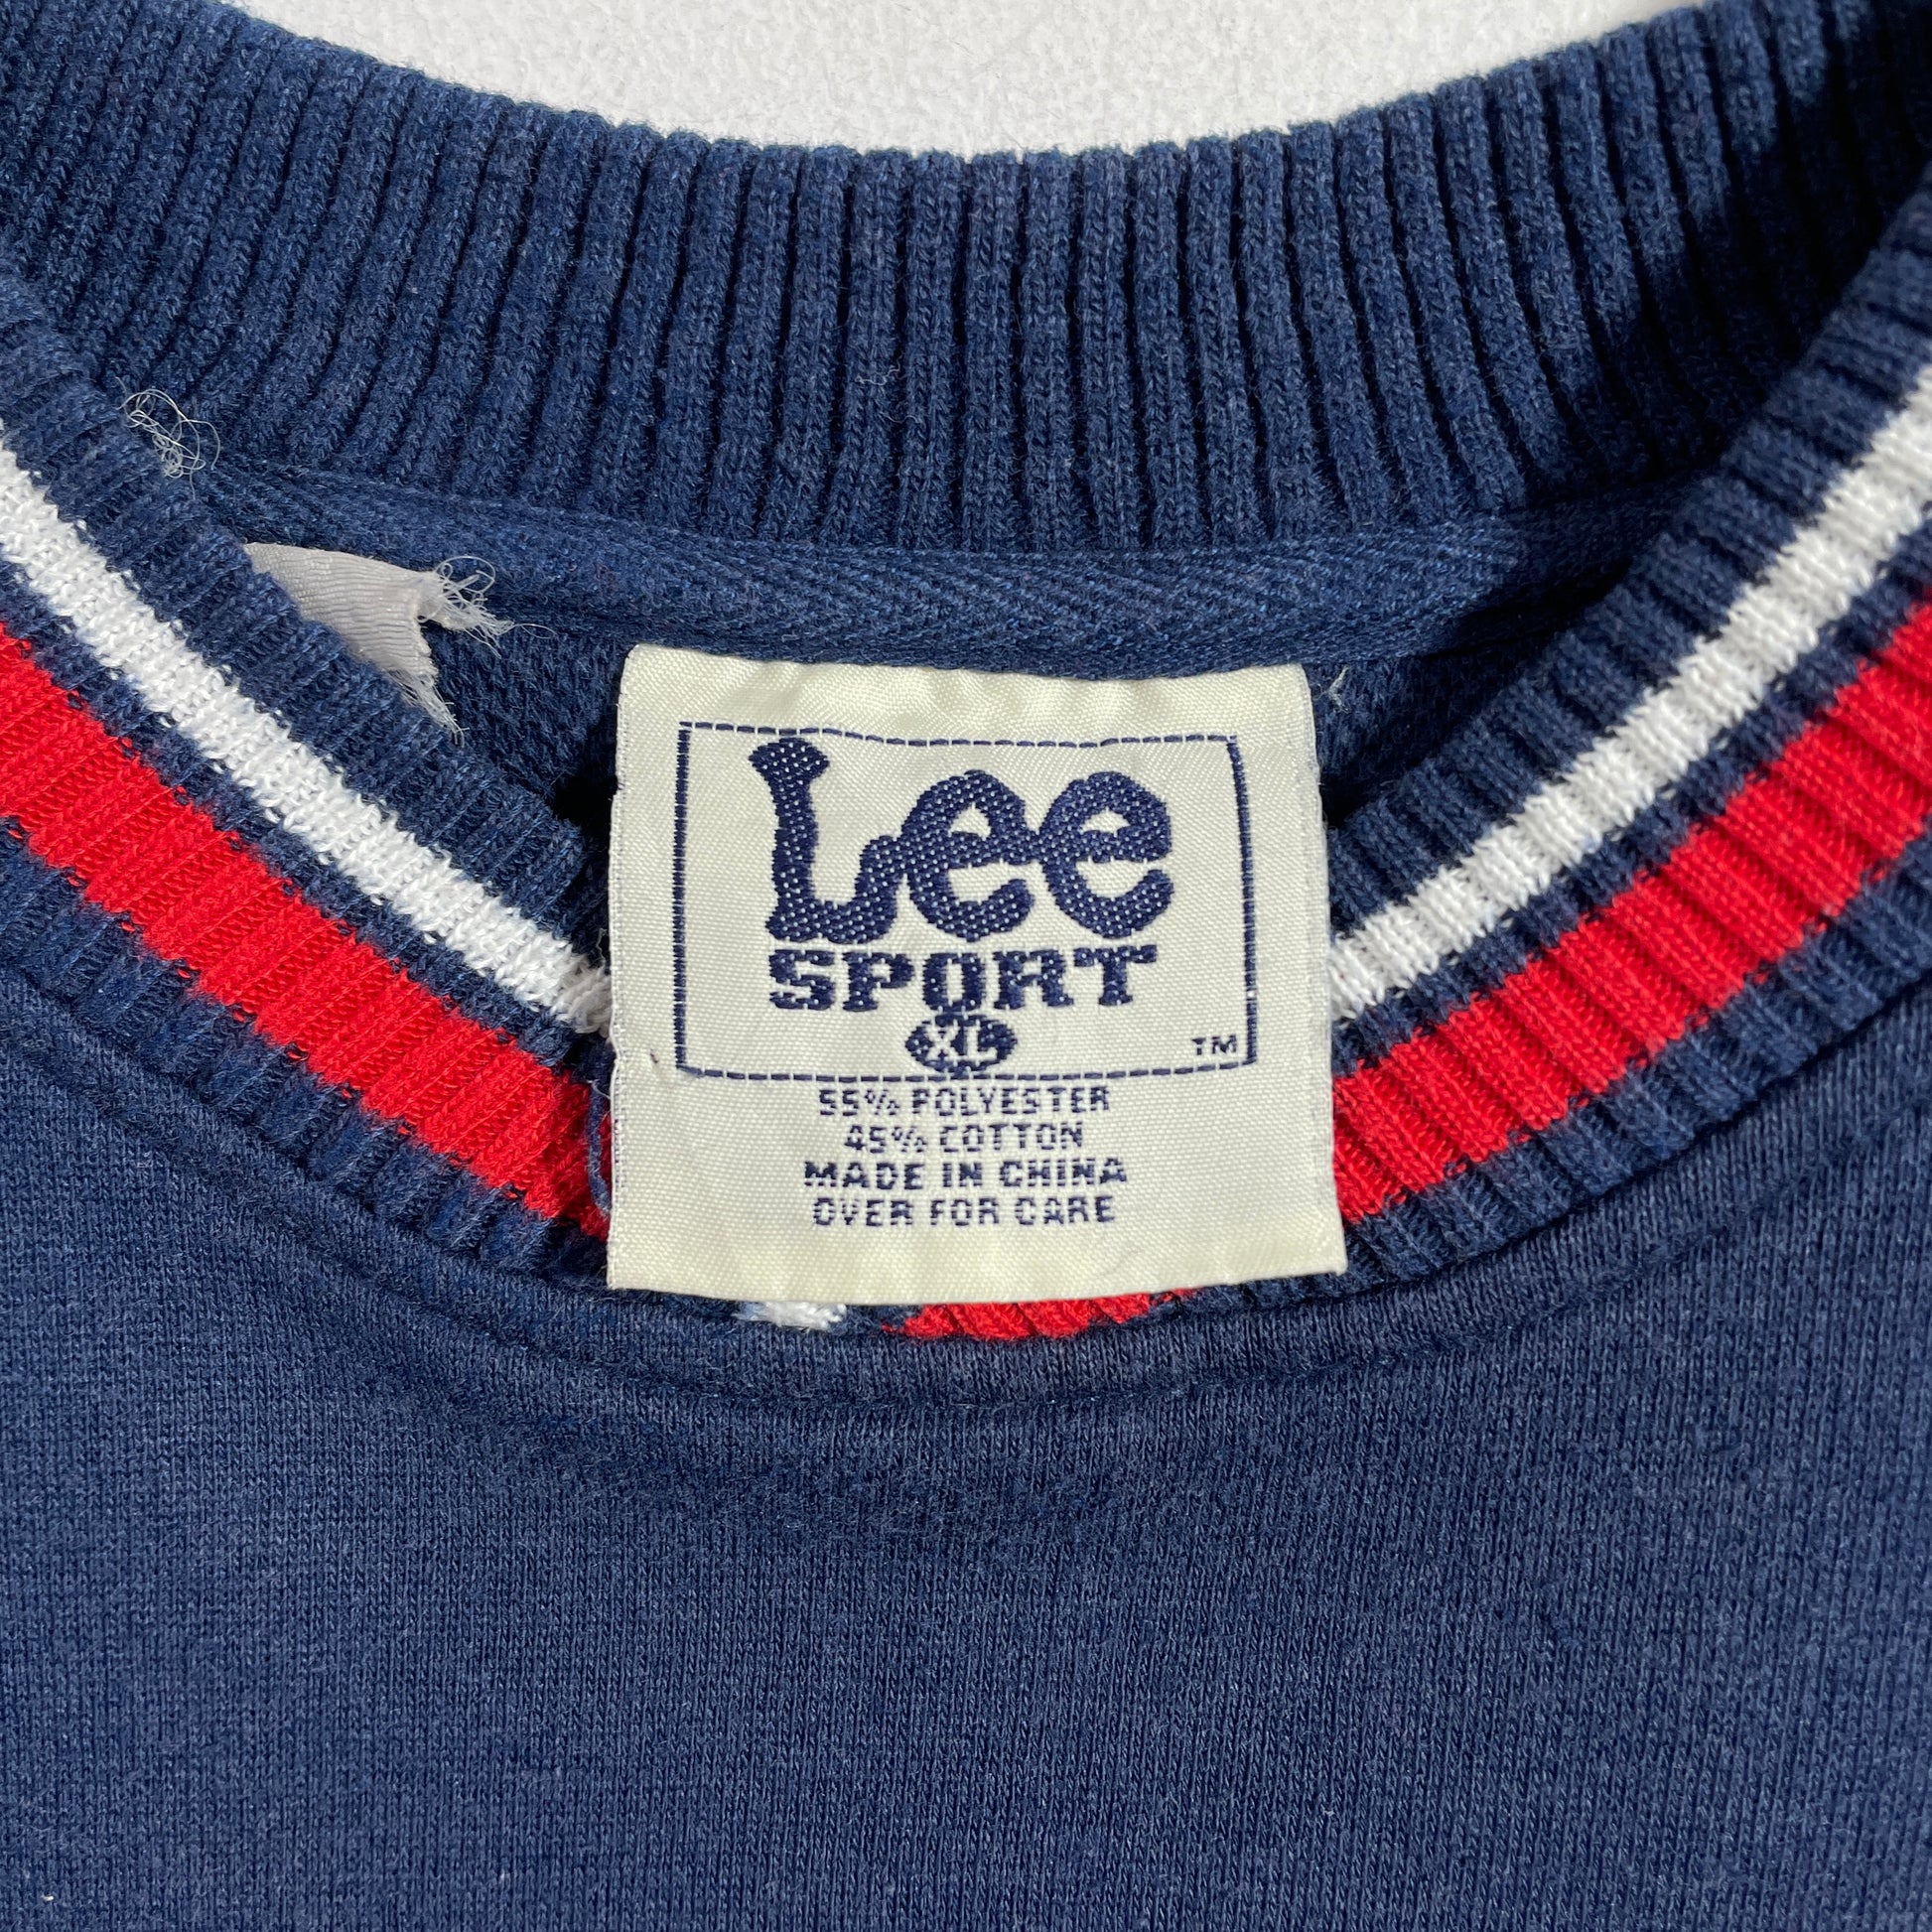 Lee
SPORT
XL
TM
55% POLYESTER
45% COTTON
MADE IN CHINA
OVER FOR CARE